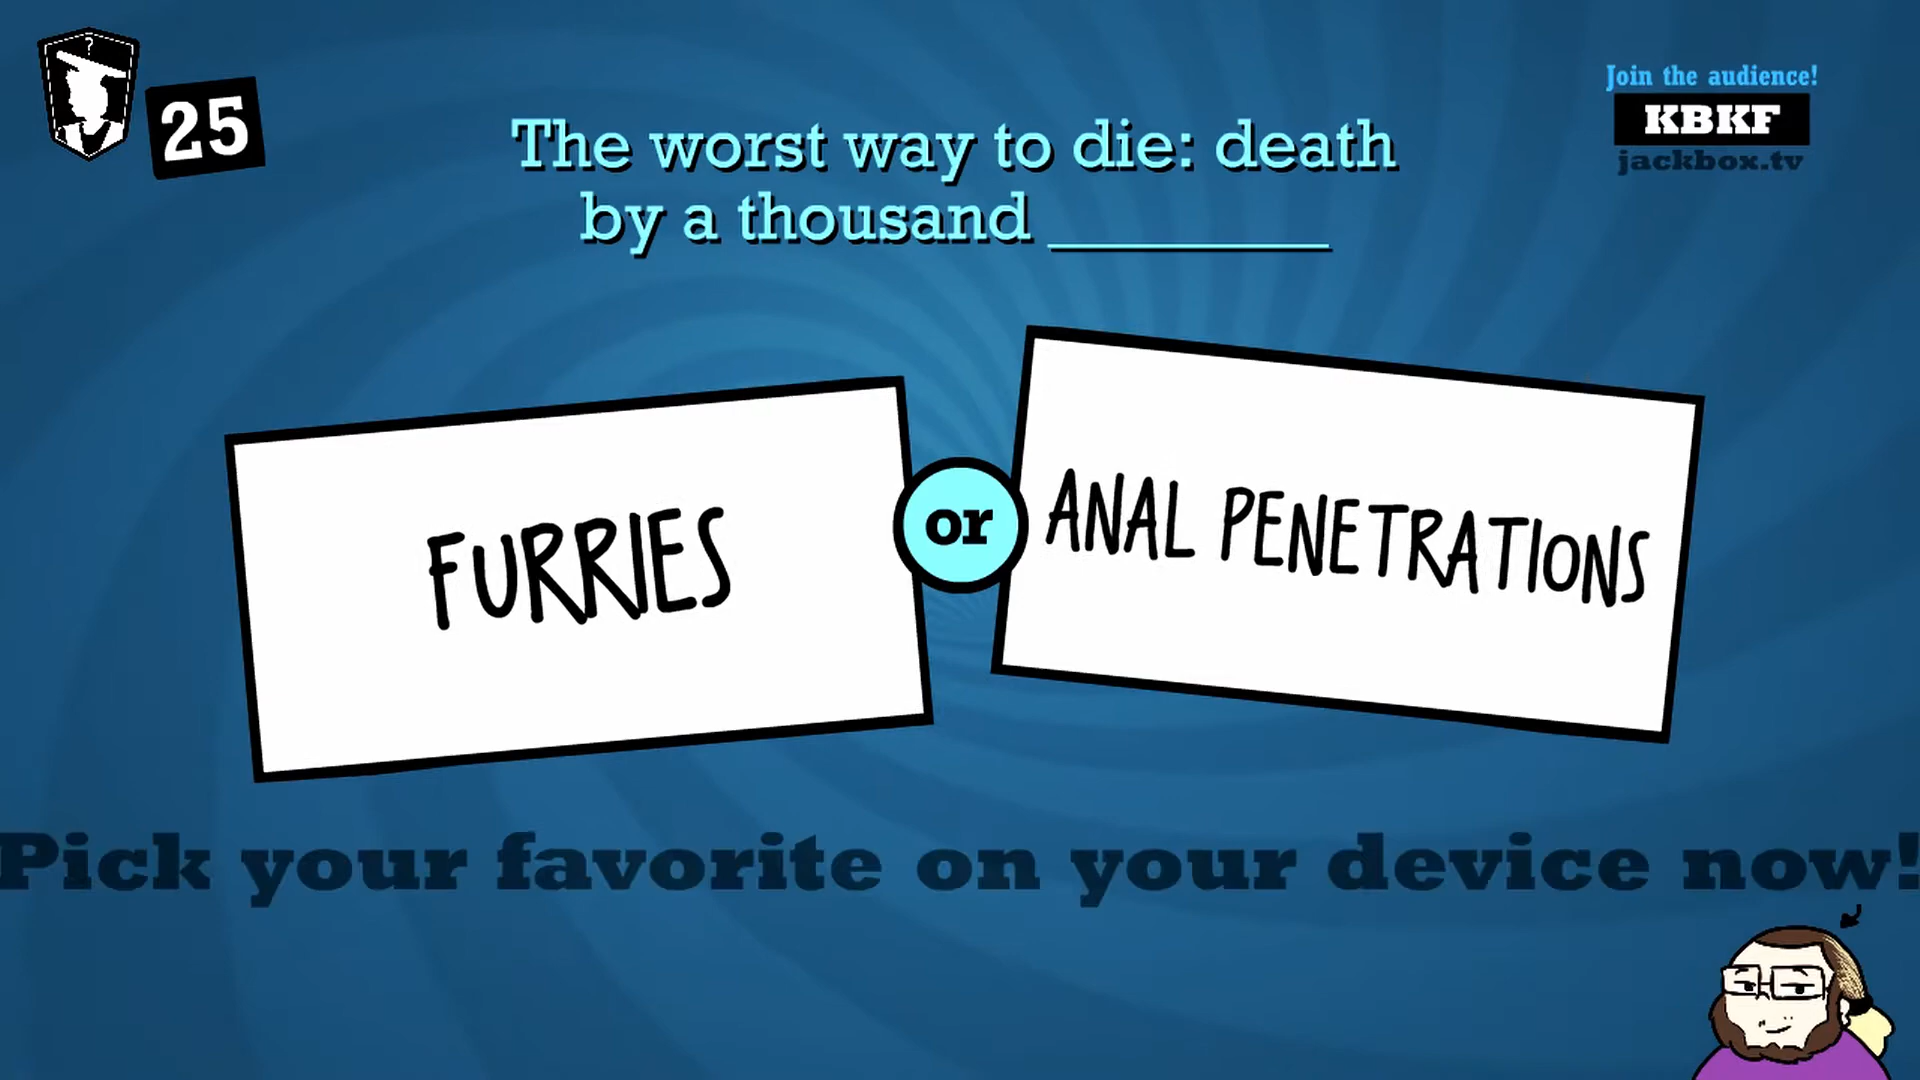 ?
25
Join the audience!
KBKF
jackbox.tv
The worst way to die: death
by a thousand ________
FURRIES
or
ANAL PENETRATIONS
Pick your favorite on your device now!